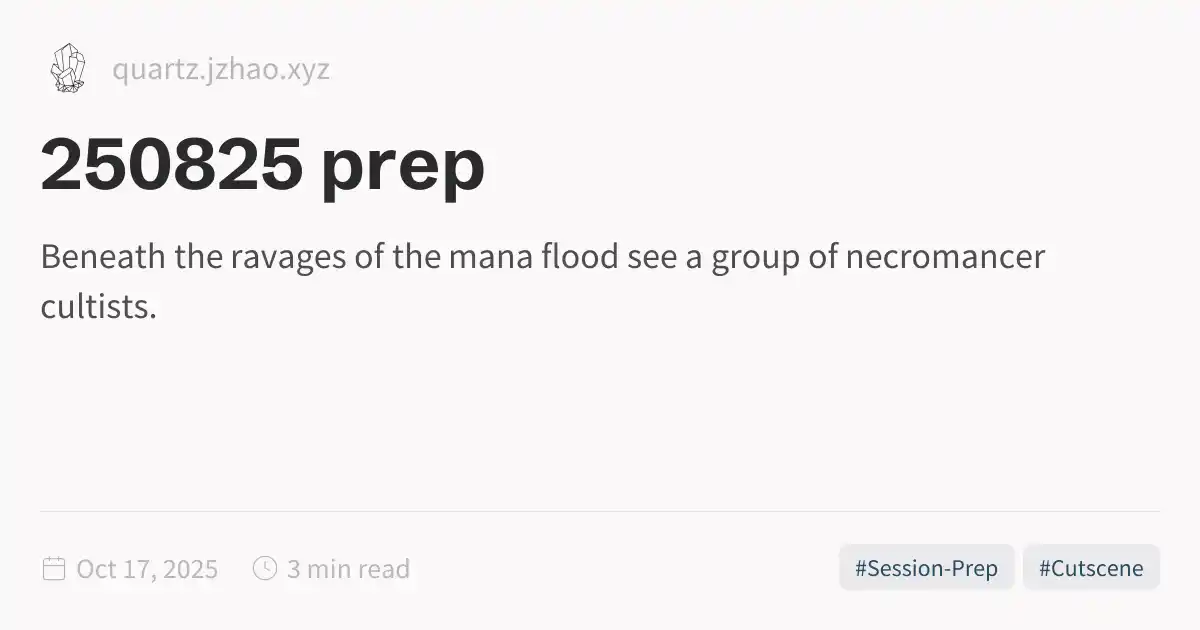 quartz.jzhao.xyz
250825 prep
Beneath the ravages of the mana flood see a group of necromancer
cultists.
Oct 17, 2025 3 min read #Session-Prep #Cutscene